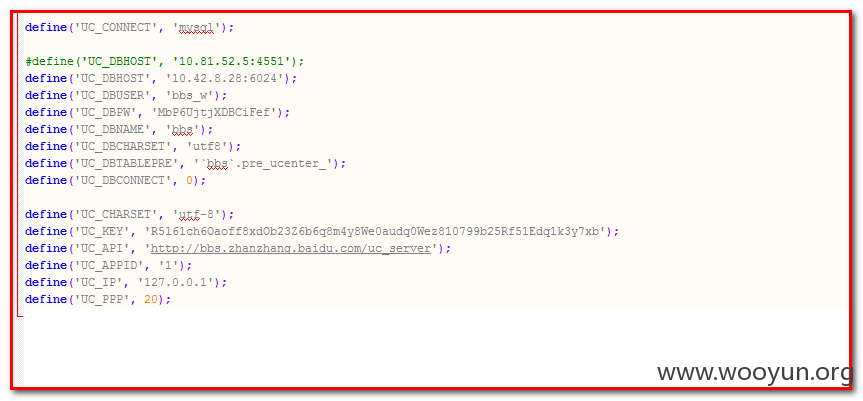 define('UC_CONNECT', 'mysql');
#define('UC_DBHOST', '10.81.52.5:4551');
define('UC_DBHOST', '10.42.8.28:6024');
define('UC_DBUSER', 'bbs_w');
define('UC_DBPW', 'MbP6UjtjXDBCiFef');
define('UC_DBNAME', 'bbs');
define('UC_DBCHARSET', 'utf8');
define('UC_DBTABLEPRE', '`bbs`.pre_ucenter_');
define('UC_DBCONNECT', 0);
define('UC_CHARSET', 'utf-8');
define('UC_KEY', 'R5l61ch6Oaoff8xdOb23Z6b6q8m4y8We0audq0Wez8l0799b25Rf51Edq1k3y7xb');
define('UC_API', 'http://bbs.zhanzhang.baidu.com/uc_server');
define('UC_APPID', '1');
define('UC_IP', '127.0.0.1');
define('UC_PPP', 20);
www.wooyun.org